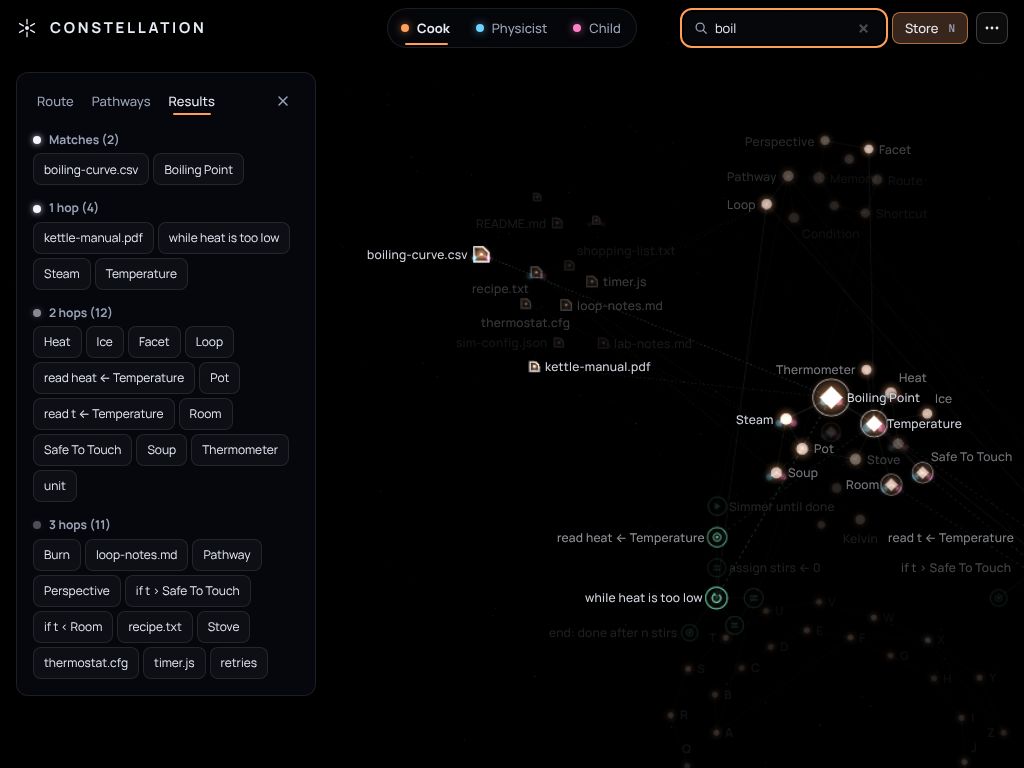 CONSTELLATION
Cook
Physicist
Child
boil
Store N
Route
Pathways
Results
Matches (2)
boiling-curve.csv
Boiling Point
1 hop (4)
kettle-manual.pdf
while heat is too low
Steam
Temperature
2 hops (12)
Heat
Ice
Facet
Loop
read heat ← Temperature
Pot
read t ← Temperature
Room
Safe To Touch
Soup
Thermometer
unit
3 hops (11)
Burn
loop-notes.md
Pathway
Perspective
if t > Safe To Touch
if t < Room
recipe.txt
Stove
thermostat.cfg
timer.js
retries
Perspective
Facet
Pathway
Memory
Route
Loop
Shortcut
Condition
README.md
shopping-list.txt
boiling-curve.csv
recipe.txt
timer.js
loop-notes.md
thermostat.cfg
sim-config.json
lab-notes.md
kettle-manual.pdf
Thermometer
Heat
Boiling Point
Ice
Steam
Temperature
Pot
Stove
Safe To Touch
Soup
Room
Simmer until done
read heat ← Temperature
Kelvin
read t ← Temperature
assign stirs ← 0
if t > Safe To Touch
while heat is too low
end: done after n stirs
U
V
W
T
E
F
X
D
G
S
C
H
Y
B
R
A
I
Z
Q
J